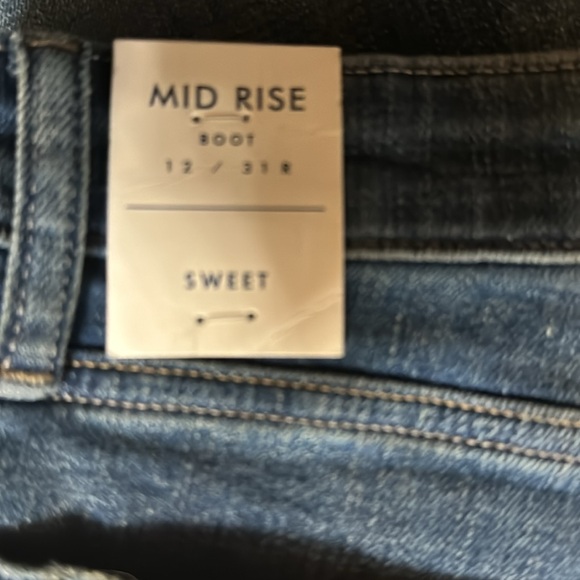 MID RISE
BOOT
12 / 31 R
SWEET